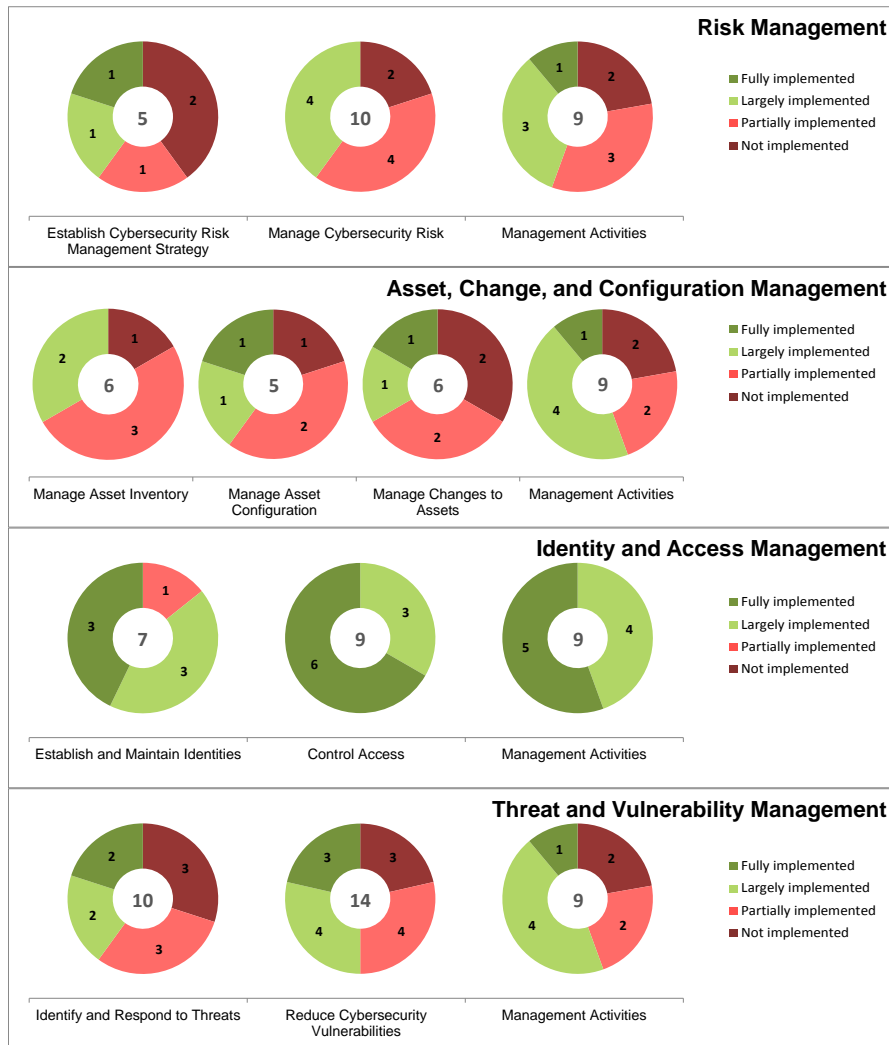 Risk Management
1
2
1
1
5
2
4
4
10
1
2
3
3
9
Fully implemented
Largely implemented
Partially implemented
Not implemented
Establish Cybersecurity Risk
Management Strategy
Manage Cybersecurity Risk
Management Activities
Asset, Change, and Configuration Management
2
1
3
6
1
1
1
2
5
1
2
1
2
6
1
2
4
2
9
Fully implemented
Largely implemented
Partially implemented
Not implemented
Manage Asset Inventory
Manage Asset
Configuration
Manage Changes to
Assets
Management Activities
Identity and Access Management
1
3
3
7
3
6
9
4
5
9
Fully implemented
Largely implemented
Partially implemented
Not implemented
Establish and Maintain Identities
Control Access
Management Activities
Threat and Vulnerability Management
2
3
2
3
10
3
3
4
4
14
1
2
4
2
9
Fully implemented
Largely implemented
Partially implemented
Not implemented
Identify and Respond to Threats
Reduce Cybersecurity
Vulnerabilities
Management Activities